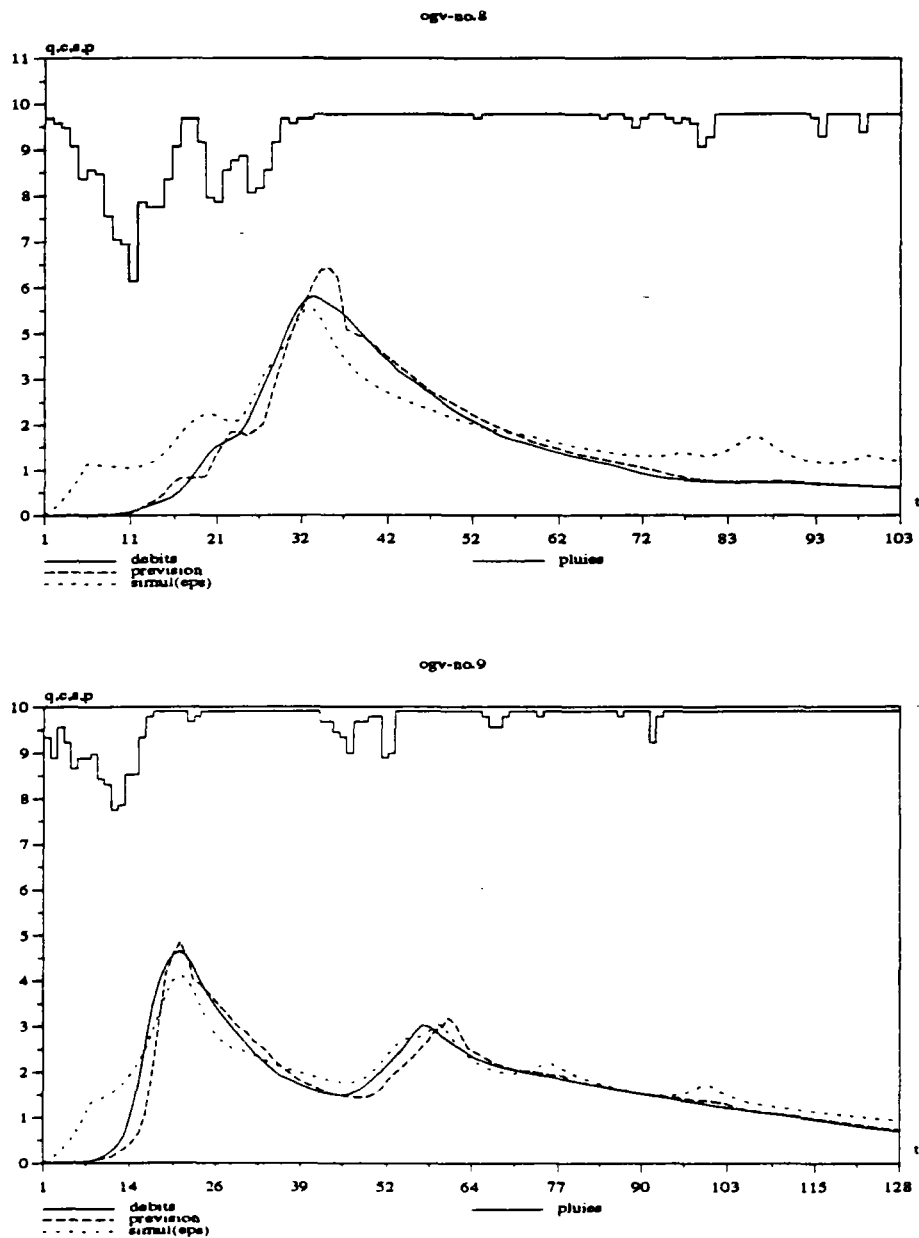 ogv-no.8
q.c.s.p
11
10
9
8
7
6
5
4
3
2
1
0
1 11 21 32 42 52 62 72 83 93 103
t
debits
prevision
simul(eps)
pluies
ogv-no.9
q.c.s.p
10
9
8
7
6
5
4
3
2
1
0
1 14 26 39 52 64 77 90 103 115 128
t
debits
prevision
simul(eps)
pluies